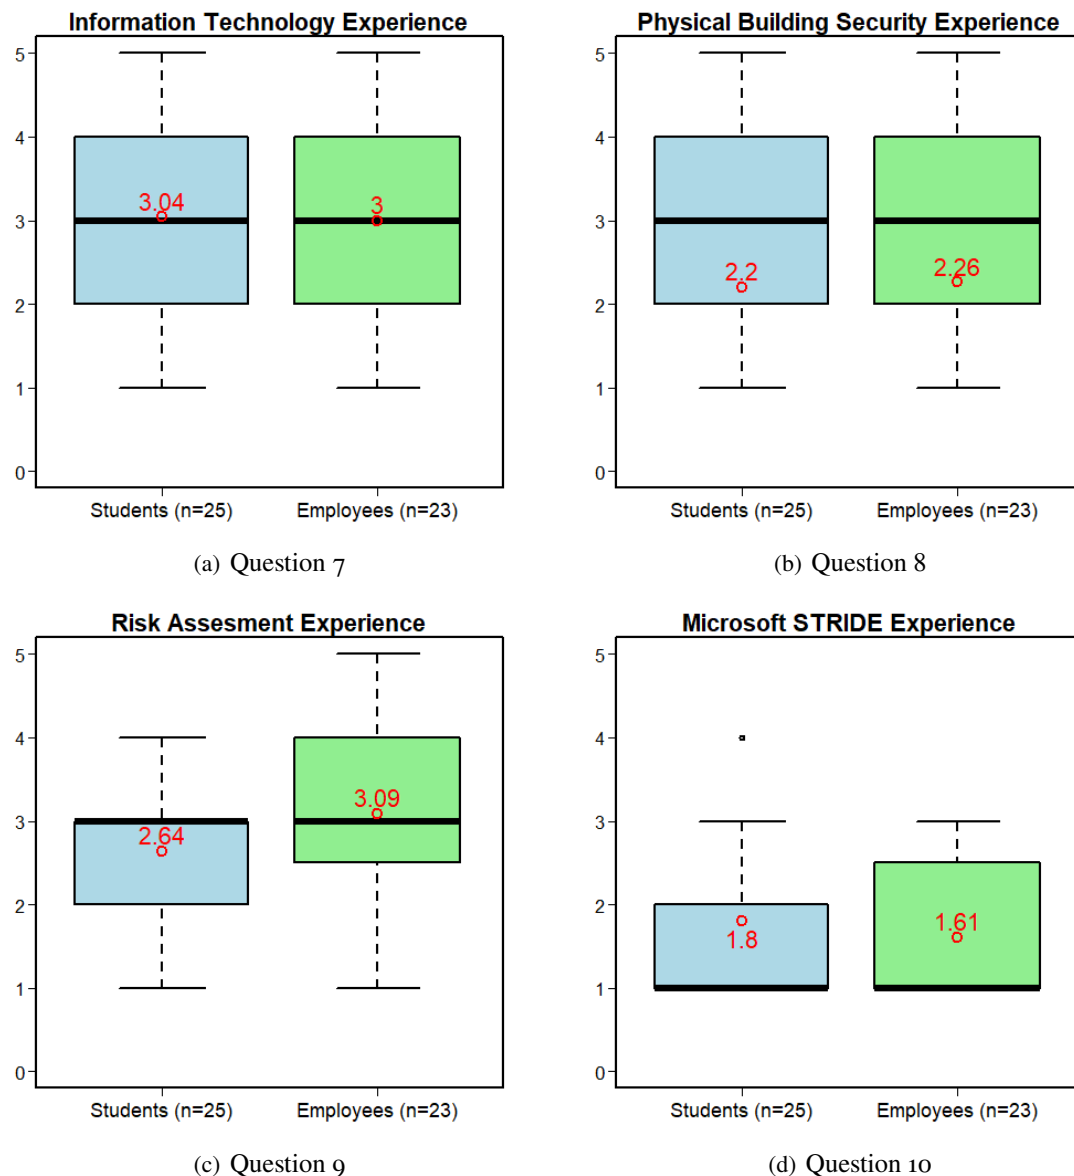 Information Technology Experience
5
4
3
2
1
0
3.04
3
Students (n=25)
Employees (n=23)
(a) Question 7
Physical Building Security Experience
5
4
3
2
1
0
2.2
2.26
Students (n=25)
Employees (n=23)
(b) Question 8
Risk Assesment Experience
5
4
3
2
1
0
2.64
3.09
Students (n=25)
Employees (n=23)
(c) Question 9
Microsoft STRIDE Experience
5
4
3
2
1
0
1.8
1.61
Students (n=25)
Employees (n=23)
(d) Question 10